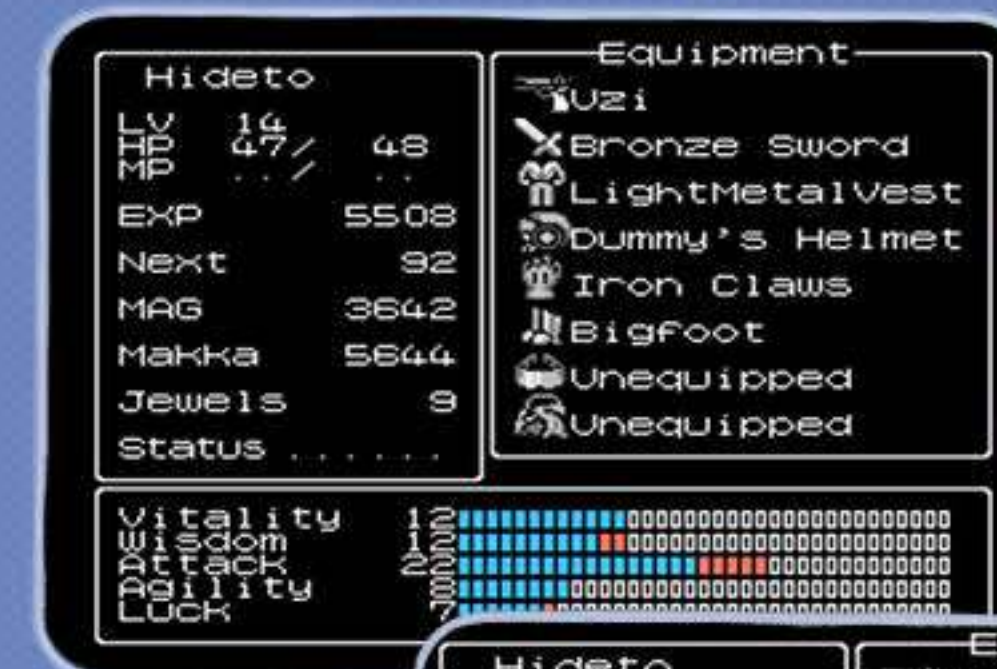 Hideto
LV 14
HP 47/ 48
MP ../ ..
EXP 5508
Next 92
MAG 3642
Makka 5644
Jewels 9
Status ......
Equipment
Uzi
Bronze Sword
LightMetalVest
Dummy's Helmet
Iron Claws
Bigfoot
Unequipped
Unequipped
Vitality 12
Wisdom 12
Attack 22
Agility 8
Luck 7
Hideto